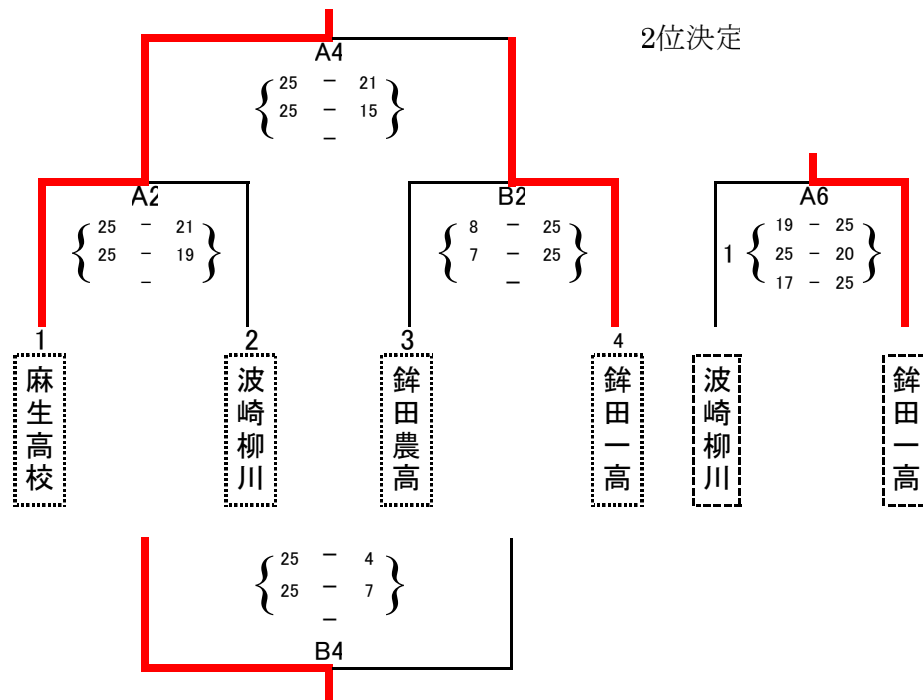 2位決定
A4
25 － 21
25 － 15
－
A2
25 － 21
25 － 19
－
B2
8 － 25
7 － 25
－
A6
19 － 25
1 25 － 20
17 － 25
1 2 3 4
麻生高校
波崎柳川
鉾田農高
鉾田一高
波崎柳川
鉾田一高
25 － 4
25 － 7
－
B4